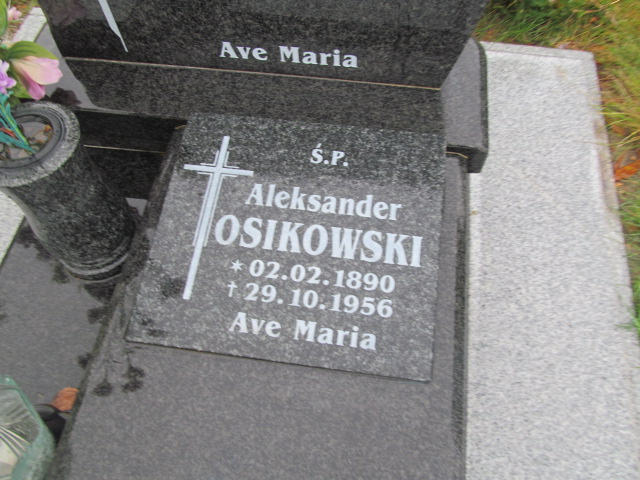 Ave Maria
Ś.P.
Aleksander
OSIKOWSKI
* 02.02.1890
† 29.10.1956
Ave Maria